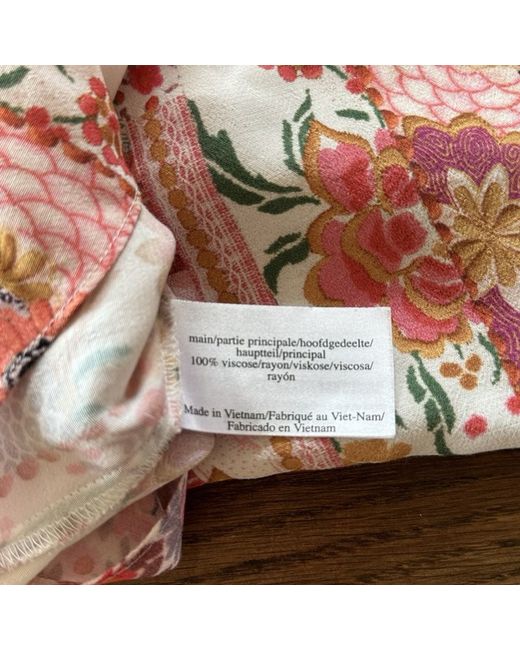 main/partie principale/hoofdgedeelte/
hauptteil/principal
100% viscose/rayon/viskose/viscosa/
rayón
Made in Vietnam/Fabriqué au Viet-Nam/
Fabricado en Vietnam